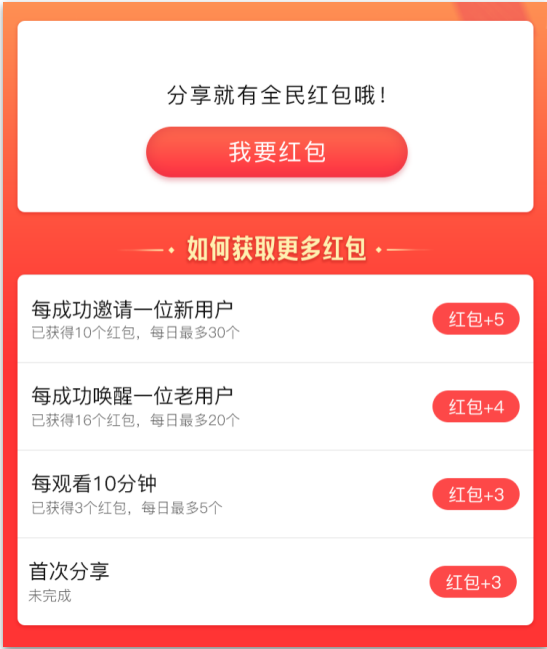 分享就有全民红包哦！
我要红包
如何获取更多红包
每成功邀请一位新用户
已获得10个红包，每日最多30个
红包+5
每成功唤醒一位老用户
已获得16个红包，每日最多20个
红包+4
每观看10分钟
已获得3个红包，每日最多5个
红包+3
首次分享
未完成
红包+3